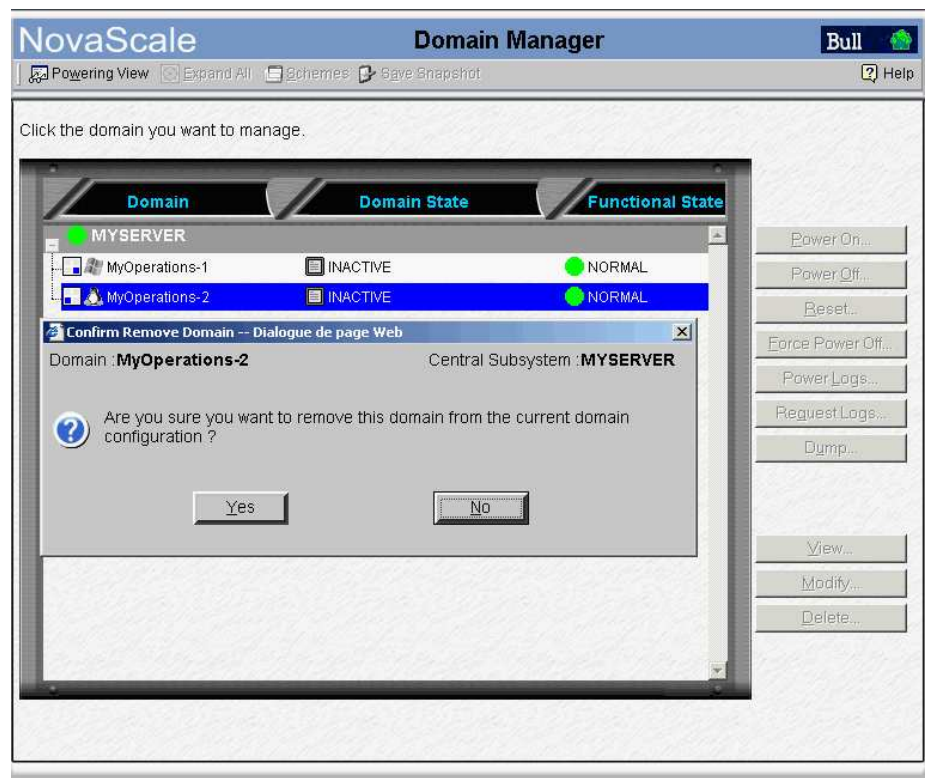 NovaScale Domain Manager Bull
Powering View Expand All Schemes Save Snapshot Help
Click the domain you want to manage.
Domain Domain State Functional State
MYSERVER
MyOperations-1 INACTIVE NORMAL
MyOperations-2 INACTIVE NORMAL
Confirm Remove Domain -- Dialogue de page Web
Domain :MyOperations-2 Central Subsystem :MYSERVER
Are you sure you want to remove this domain from the current domain
configuration ?
Yes No
Power On...
Power Off...
Reset...
Force Power Off...
Power Logs...
Request Logs...
Dump...
View...
Modify...
Delete...